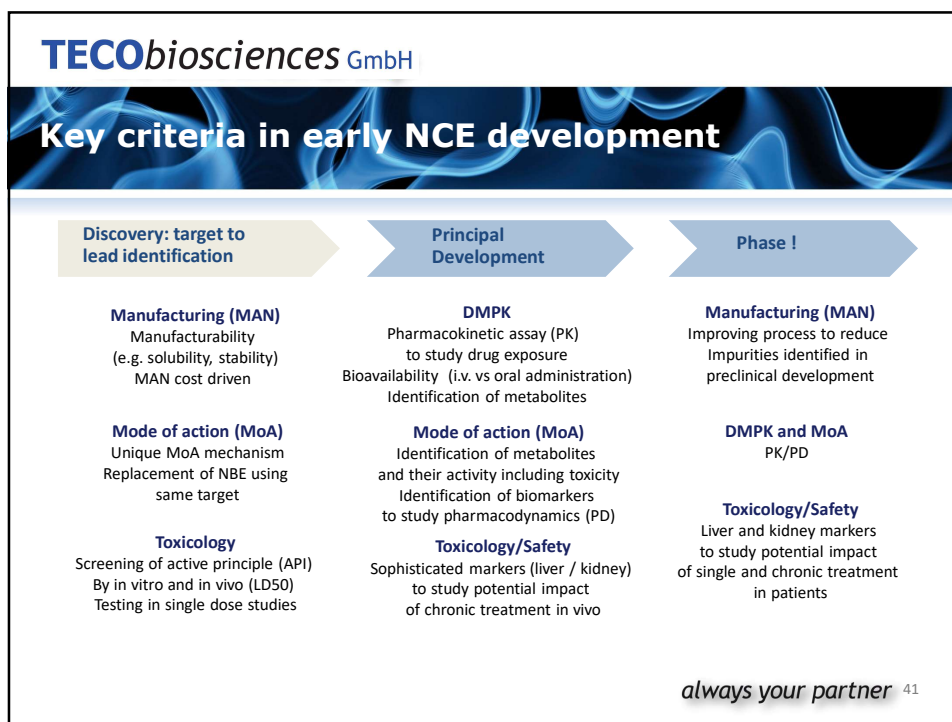 TECObiosciences GmbH
Key criteria in early NCE development
Discovery: target to
lead identification
Manufacturing (MAN)
Manufacturability
(e.g. solubility, stability)
MAN cost driven
Mode of action (MoA)
Unique MoA mechanism
Replacement of NBE using
same target
Toxicology
Screening of active principle (API)
By in vitro and in vivo (LD50)
Testing in single dose studies
Principal
Development
DMPK
Pharmacokinetic assay (PK)
to study drug exposure
Bioavailability (i.v. vs oral administration)
Identification of metabolites
Mode of action (MoA)
Identification of metabolites
and their activity including toxicity
Identification of biomarkers
to study pharmacodynamics (PD)
Toxicology/Safety
Sophisticated markers (liver / kidney)
to study potential impact
of chronic treatment in vivo
Phase !
Manufacturing (MAN)
Improving process to reduce
Impurities identified in
preclinical development
DMPK and MoA
PK/PD
Toxicology/Safety
Liver and kidney markers
to study potential impact
of single and chronic treatment
in patients
always your partner 41